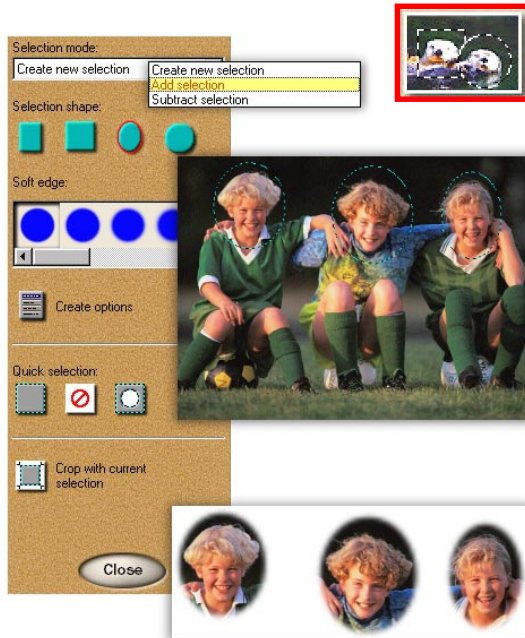 Selection mode:
Create new selection
Create new selection
Add selection
Subtract selection
Selection shape:
Soft edge:
Create options
Quick selection:
Crop with current
selection
Close